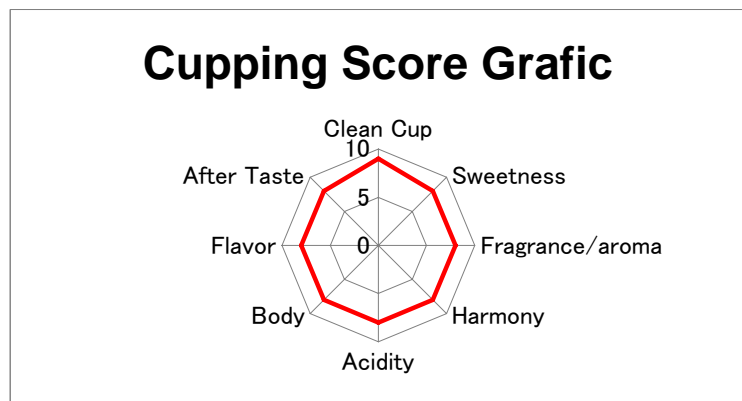 Cupping Score Grafic
Clean Cup
10
After Taste
Sweetness
5
Flavor
0
Fragrance/aroma
Body
Harmony
Acidity